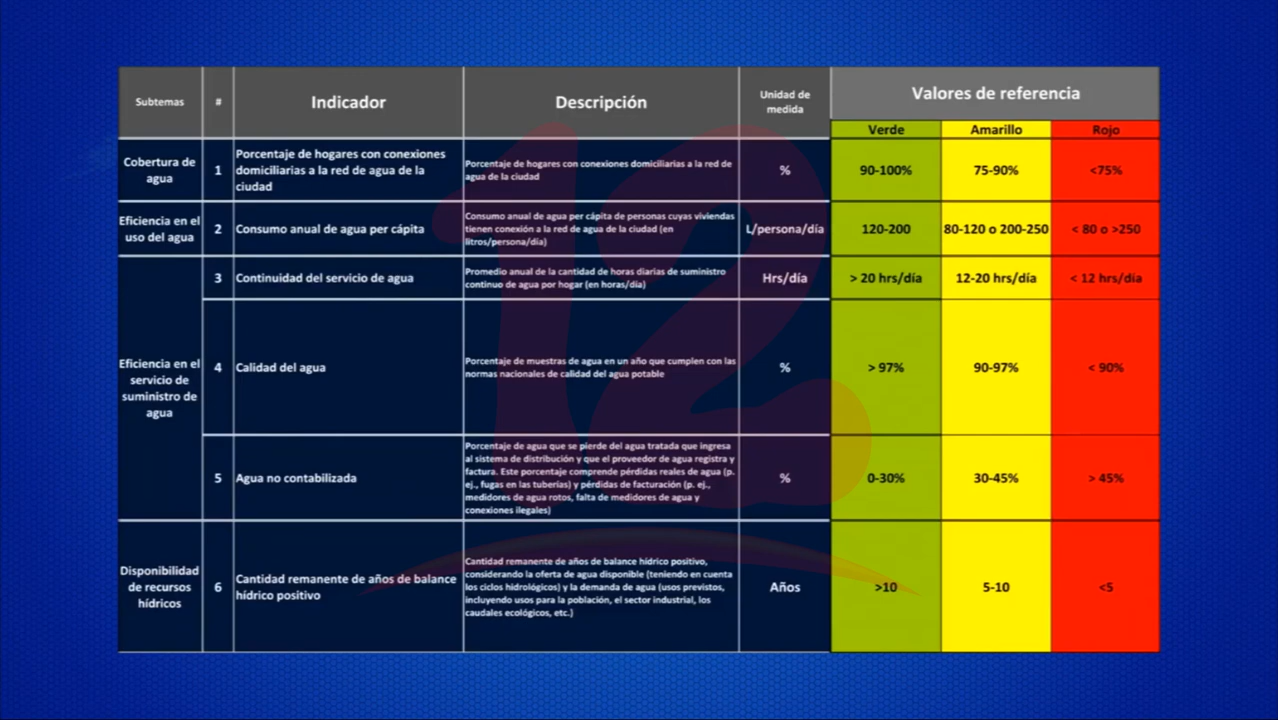 Subtemas
#
Indicador
Descripción
Unidad de
medida
Valores de referencia
Verde
Amarillo
Rojo
Cobertura de
agua
1
Porcentaje de hogares con conexiones
domiciliarias a la red de agua de la
ciudad
Porcentaje de hogares con conexiones domiciliarias a la red de
agua de la ciudad
%
90-100%
75-90%
<75%
Eficiencia en el
uso del agua
2
Consumo anual de agua per cápita
Consumo anual de agua per cápita de personas cuyas viviendas
tienen conexión a la red de agua de la ciudad (en
litros/persona/día)
L/persona/día
120-200
80-120 o 200-250
< 80 o >250
Eficiencia en el
servicio de
suministro de
agua
3
Continuidad del servicio de agua
Promedio anual de la cantidad de horas diarias de suministro
continuo de agua por hogar (en horas/día)
Hrs/día
> 20 hrs/día
12-20 hrs/día
< 12 hrs/día
4
Calidad del agua
Porcentaje de muestras de agua en un año que cumplen con las
normas nacionales de calidad del agua potable
%
> 97%
90-97%
< 90%
5
Agua no contabilizada
Porcentaje de agua que se pierde del agua tratada que ingresa
al sistema de distribución y que el proveedor de agua registra y
factura. Este porcentaje comprende pérdidas reales de agua (p.
ej., fugas en las tuberías) y pérdidas de facturación (p. ej.,
medidores de agua rotos, falta de medidores de agua y
conexiones ilegales)
%
0-30%
30-45%
> 45%
Disponibilidad
de recursos
hídricos
6
Cantidad remanente de años de balance
hídrico positivo
Cantidad remanente de años de balance hídrico positivo,
considerando la oferta de agua disponible (teniendo en cuenta
los ciclos hidrológicos) y la demanda de agua (usos previstos,
incluyendo usos para la población, el sector industrial, los
caudales ecológicos, etc.)
Años
>10
5-10
<5
12